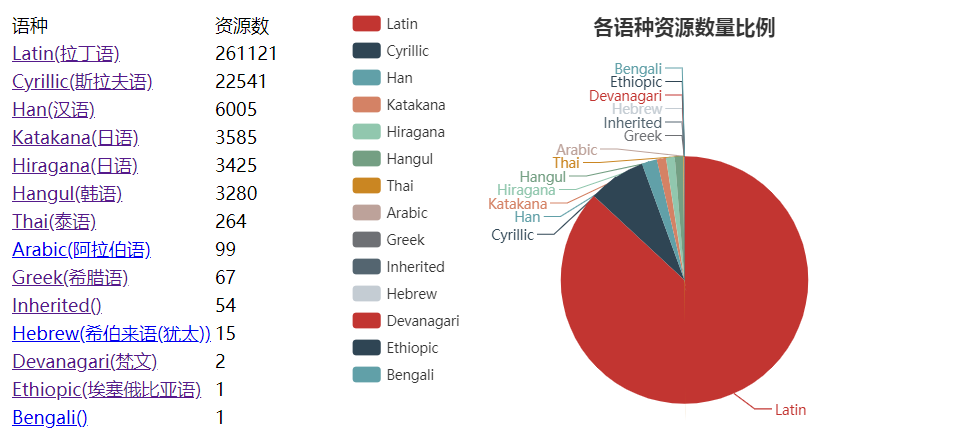 语种 资源数
Latin(拉丁语) 261121
Cyrillic(斯拉夫语) 22541
Han(汉语) 6005
Katakana(日语) 3585
Hiragana(日语) 3425
Hangul(韩语) 3280
Thai(泰语) 264
Arabic(阿拉伯语) 99
Greek(希腊语) 67
Inherited() 54
Hebrew(希伯来语(犹太)) 15
Devanagari(梵文) 2
Ethiopic(埃塞俄比亚语) 1
Bengali() 1
Latin
Cyrillic
Han
Katakana
Hiragana
Hangul
Thai
Arabic
Greek
Inherited
Hebrew
Devanagari
Ethiopic
Bengali
各语种资源数量比例
Bengali
Ethiopic
Devanagari
Hebrew
Inherited
Greek
Arabic
Thai
Hangul
Hiragana
Katakana
Han
Cyrillic
Latin